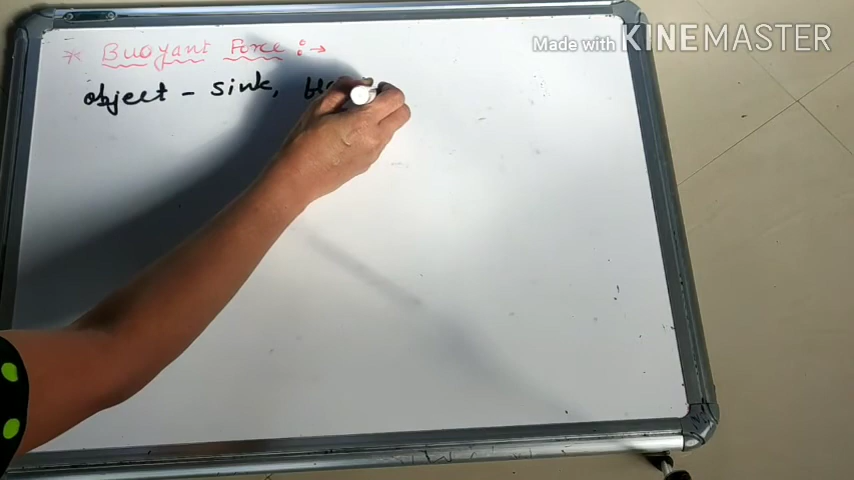 * Buoyant Force :→
object - sink,
Made with KINEMASTER